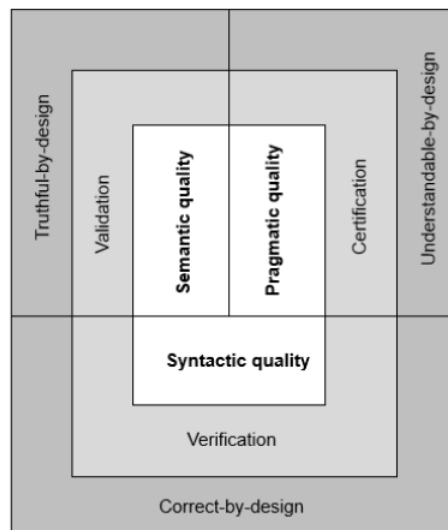 Truthful-by-design
Validation
Semantic quality
Pragmatic quality
Certification
Understandable-by-design
Syntactic quality
Verification
Correct-by-design